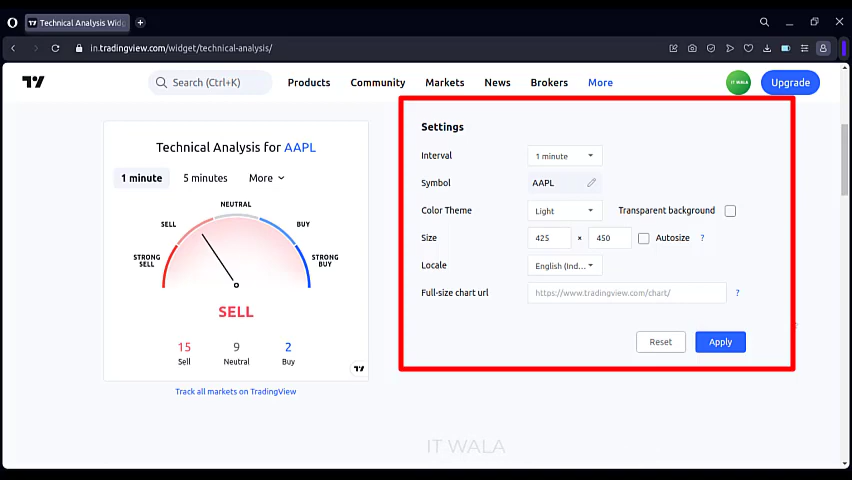 Technical Analysis Widg
in.tradingview.com/widget/technical-analysis/
Search (Ctrl+K)
Products
Community
Markets
News
Brokers
More
IT WALA
Upgrade
Technical Analysis for AAPL
1 minute
5 minutes
More
NEUTRAL
SELL
BUY
STRONG SELL
STRONG BUY
SELL
15
9
2
Sell
Neutral
Buy
Track all markets on TradingView
Settings
Interval
1 minute
Symbol
AAPL
Color Theme
Light
Transparent background
Size
425 × 450
Autosize ?
Locale
English (Ind...
Full-size chart url
https://www.tradingview.com/chart/
?
Reset
Apply
IT WALA